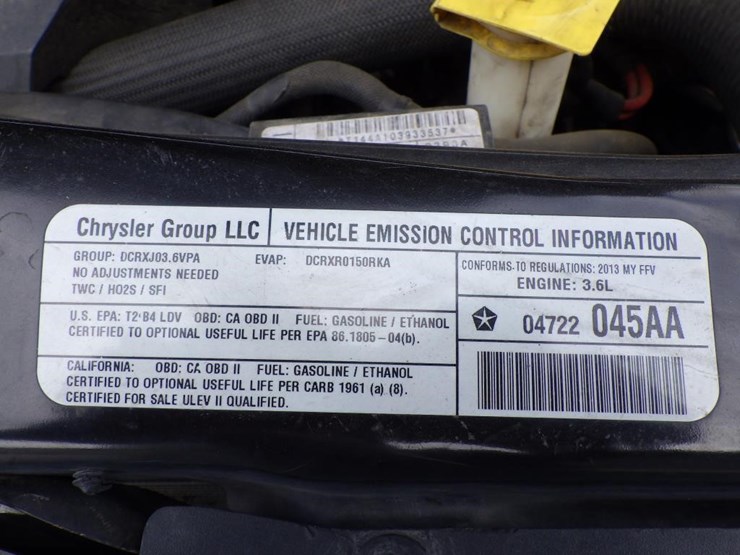 Chrysler Group LLC
VEHICLE EMISSION CONTROL INFORMATION
GROUP: DCRXJ03.6VPA EVAP: DCRXR0150RKA
NO ADJUSTMENTS NEEDED
TWC / HO2S / SFI
CONFORMS TO REGULATIONS: 2013 MY FFV
ENGINE: 3.6L
U.S. EPA: T2B4 LDV OBD: CA OBD II FUEL: GASOLINE / ETHANOL
CERTIFIED TO OPTIONAL USEFUL LIFE PER EPA 86.1805-04(b).
04722 045AA
CALIFORNIA: OBD: CA OBD II FUEL: GASOLINE / ETHANOL
CERTIFIED TO OPTIONAL USEFUL LIFE PER CARB 1961 (a) (8).
CERTIFIED FOR SALE ULEV II QUALIFIED.